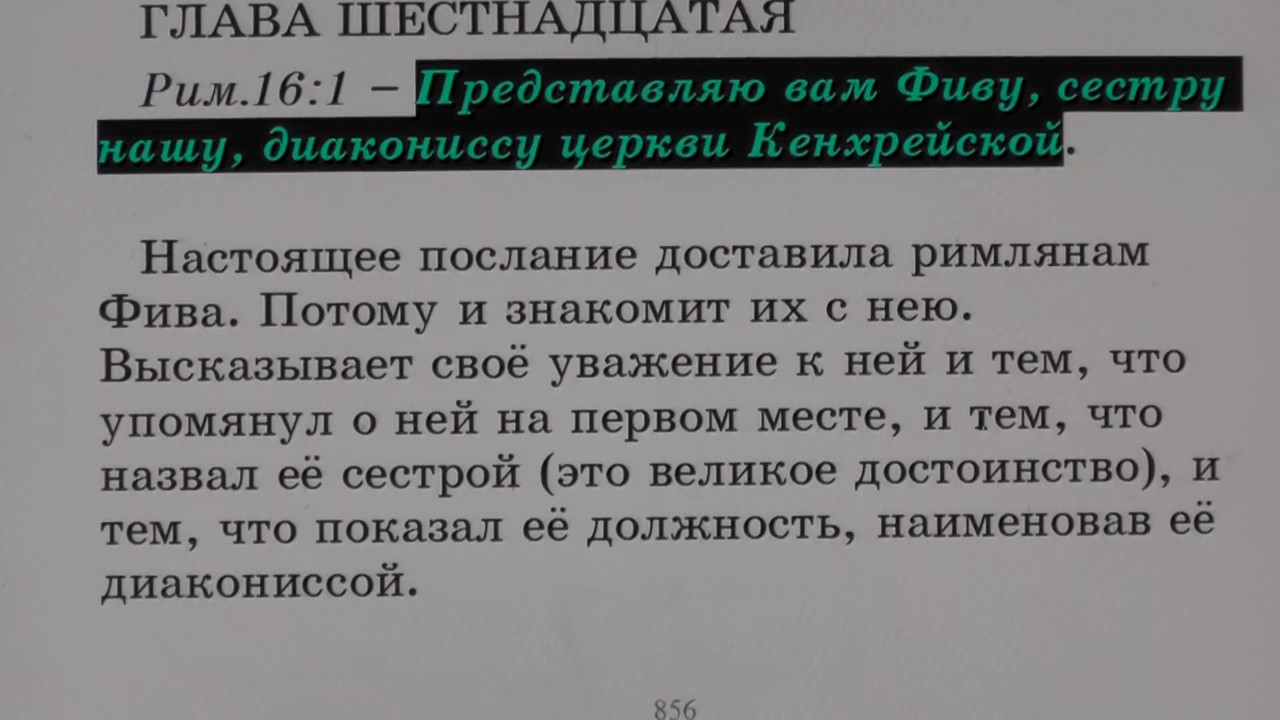 ГЛАВА ШЕСТНАДЦАТАЯ
Рим.16:1 – Представляю вам Фиву, сестру
нашу, диакониссу церкви Кенхрейской.
Настоящее послание доставила римлянам
Фива. Потому и знакомит их с нею.
Высказывает своё уважение к ней и тем, что
упомянул о ней на первом месте, и тем, что
назвал её сестрой (это великое достоинство), и
тем, что показал её должность, наименовав её
диакониссой.
856